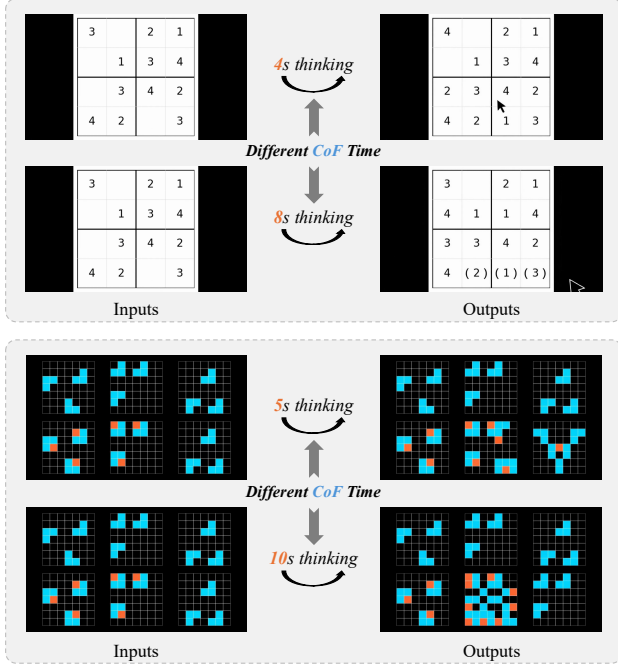 3 2 1
1 3 4
3 4 2
4 2 3
4s thinking
4 2 1
1 3 4
2 3 4 2
4 2 1 3
Different CoF Time
3 2 1
1 3 4
3 4 2
4 2 3
8s thinking
3 2 1
4 1 1 4
3 3 4 2
4 (2) (1) (3)
Inputs
Outputs
5s thinking
Different CoF Time
10s thinking
Inputs
Outputs